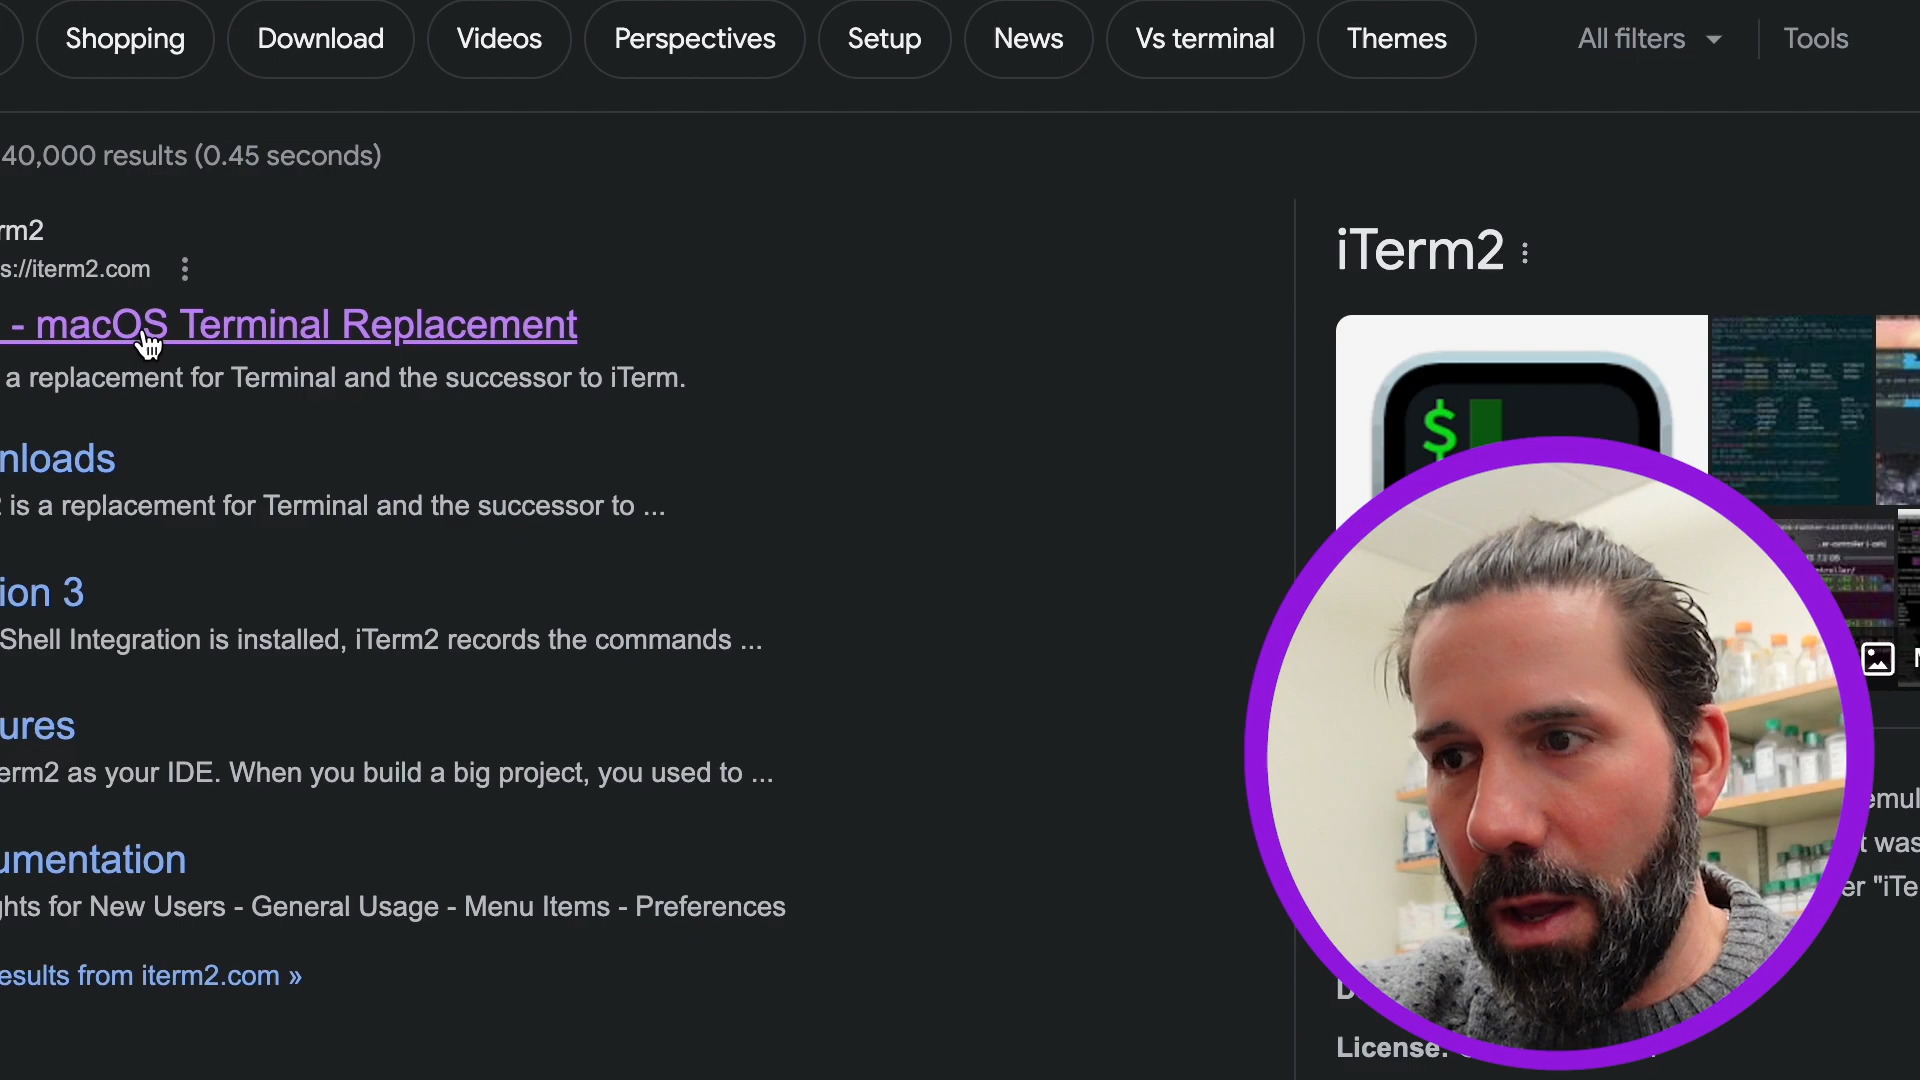 Shopping
Download
Videos
Perspectives
Setup
News
Vs terminal
Themes
All filters
Tools
40,000 results (0.45 seconds)
rm2
s://iterm2.com
- macOS Terminal Replacement
a replacement for Terminal and the successor to iTerm.
nloads
is a replacement for Terminal and the successor to ...
ion 3
Shell Integration is installed, iTerm2 records the commands ...
ures
erm2 as your IDE. When you build a big project, you used to ...
umentation
ghts for New Users - General Usage - Menu Items - Preferences
esults from iterm2.com »
iTerm2
$
emul
t was
er "iTe
License: